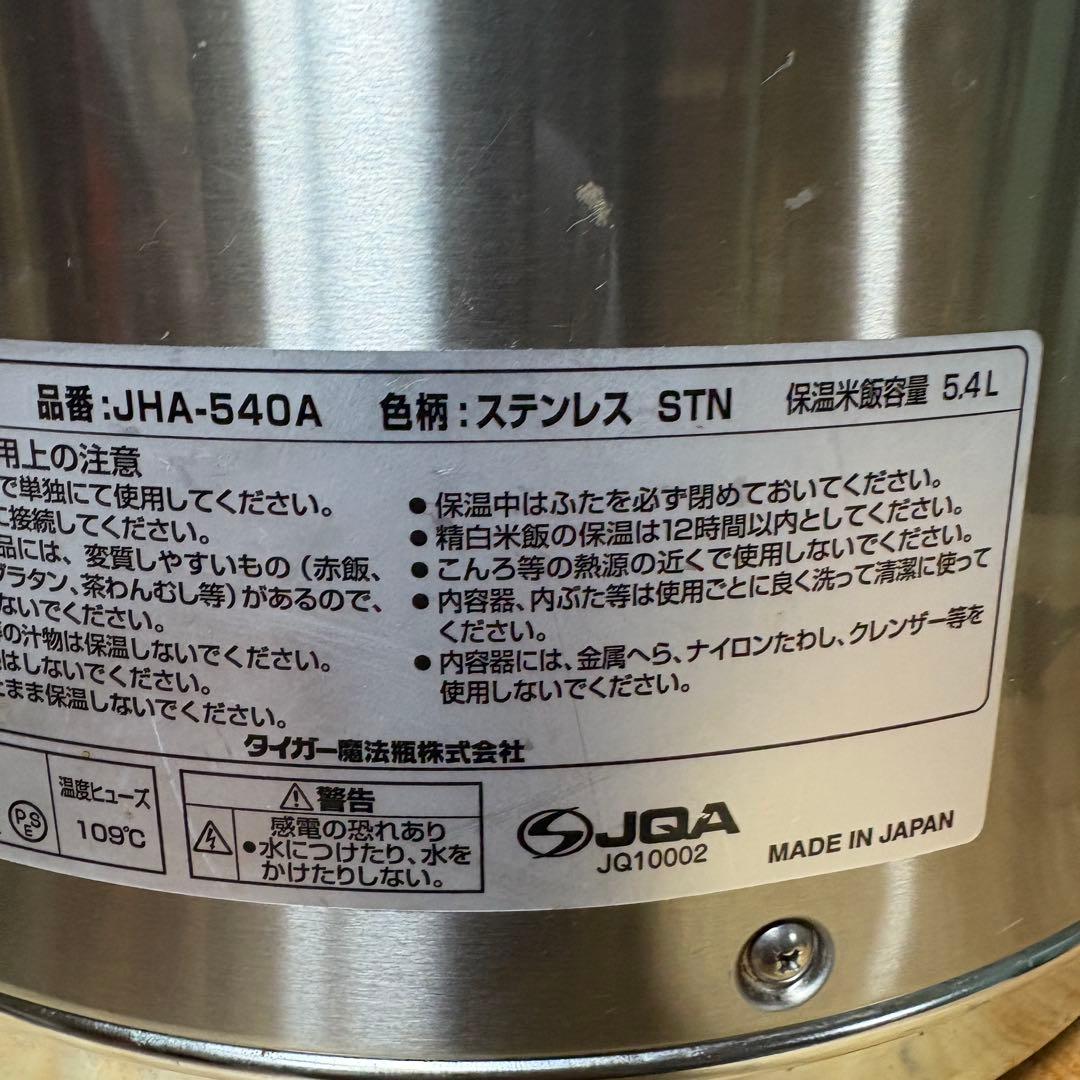 品番:JHA-540A 色柄:ステンレス STN 保温米飯容量 5.4L
用上の注意
で単独にて使用してください。
に接続してください。
品には、変質しやすいもの(赤飯、
グラタン、茶わんむし等)があるので、
ないでください。
の汁物は保温しないでください。
はしないでください。
まま保温しないでください。
●保温中はふたを必ず閉めておいてください。
●精白米飯の保温は12時間以内としてください。
●こんろ等の熱源の近くで使用しないでください。
●内容器、内ぶた等は使用ごとに良く洗って清潔に使って
ください。
●内容器には、金属へら、ナイロンたわし、クレンザー等を
使用しないでください。
タイガー魔法瓶株式会社
PSE
温度ヒューズ
109℃
⚠警告
感電の恐れあり
●水につけたり、水を
かけたりしない。
JQA
JQ10002
MADE IN JAPAN